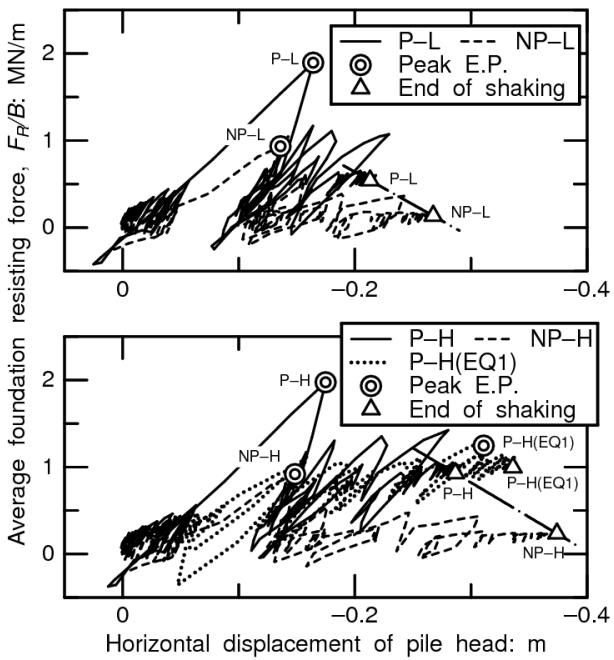 Average foundation resisting force, F_R/B: MN/m
P–L NP–L
Peak E.P.
End of shaking
2
1
0
P–L
NP–L
P–L
NP–L
0 −0.2 −0.4
P–H NP–H
P–H(EQ1)
Peak E.P.
End of shaking
2
1
0
P–H
NP–H
P–H(EQ1)
P–H
P–H(EQ1)
NP–H
0 −0.2 −0.4
Horizontal displacement of pile head: m